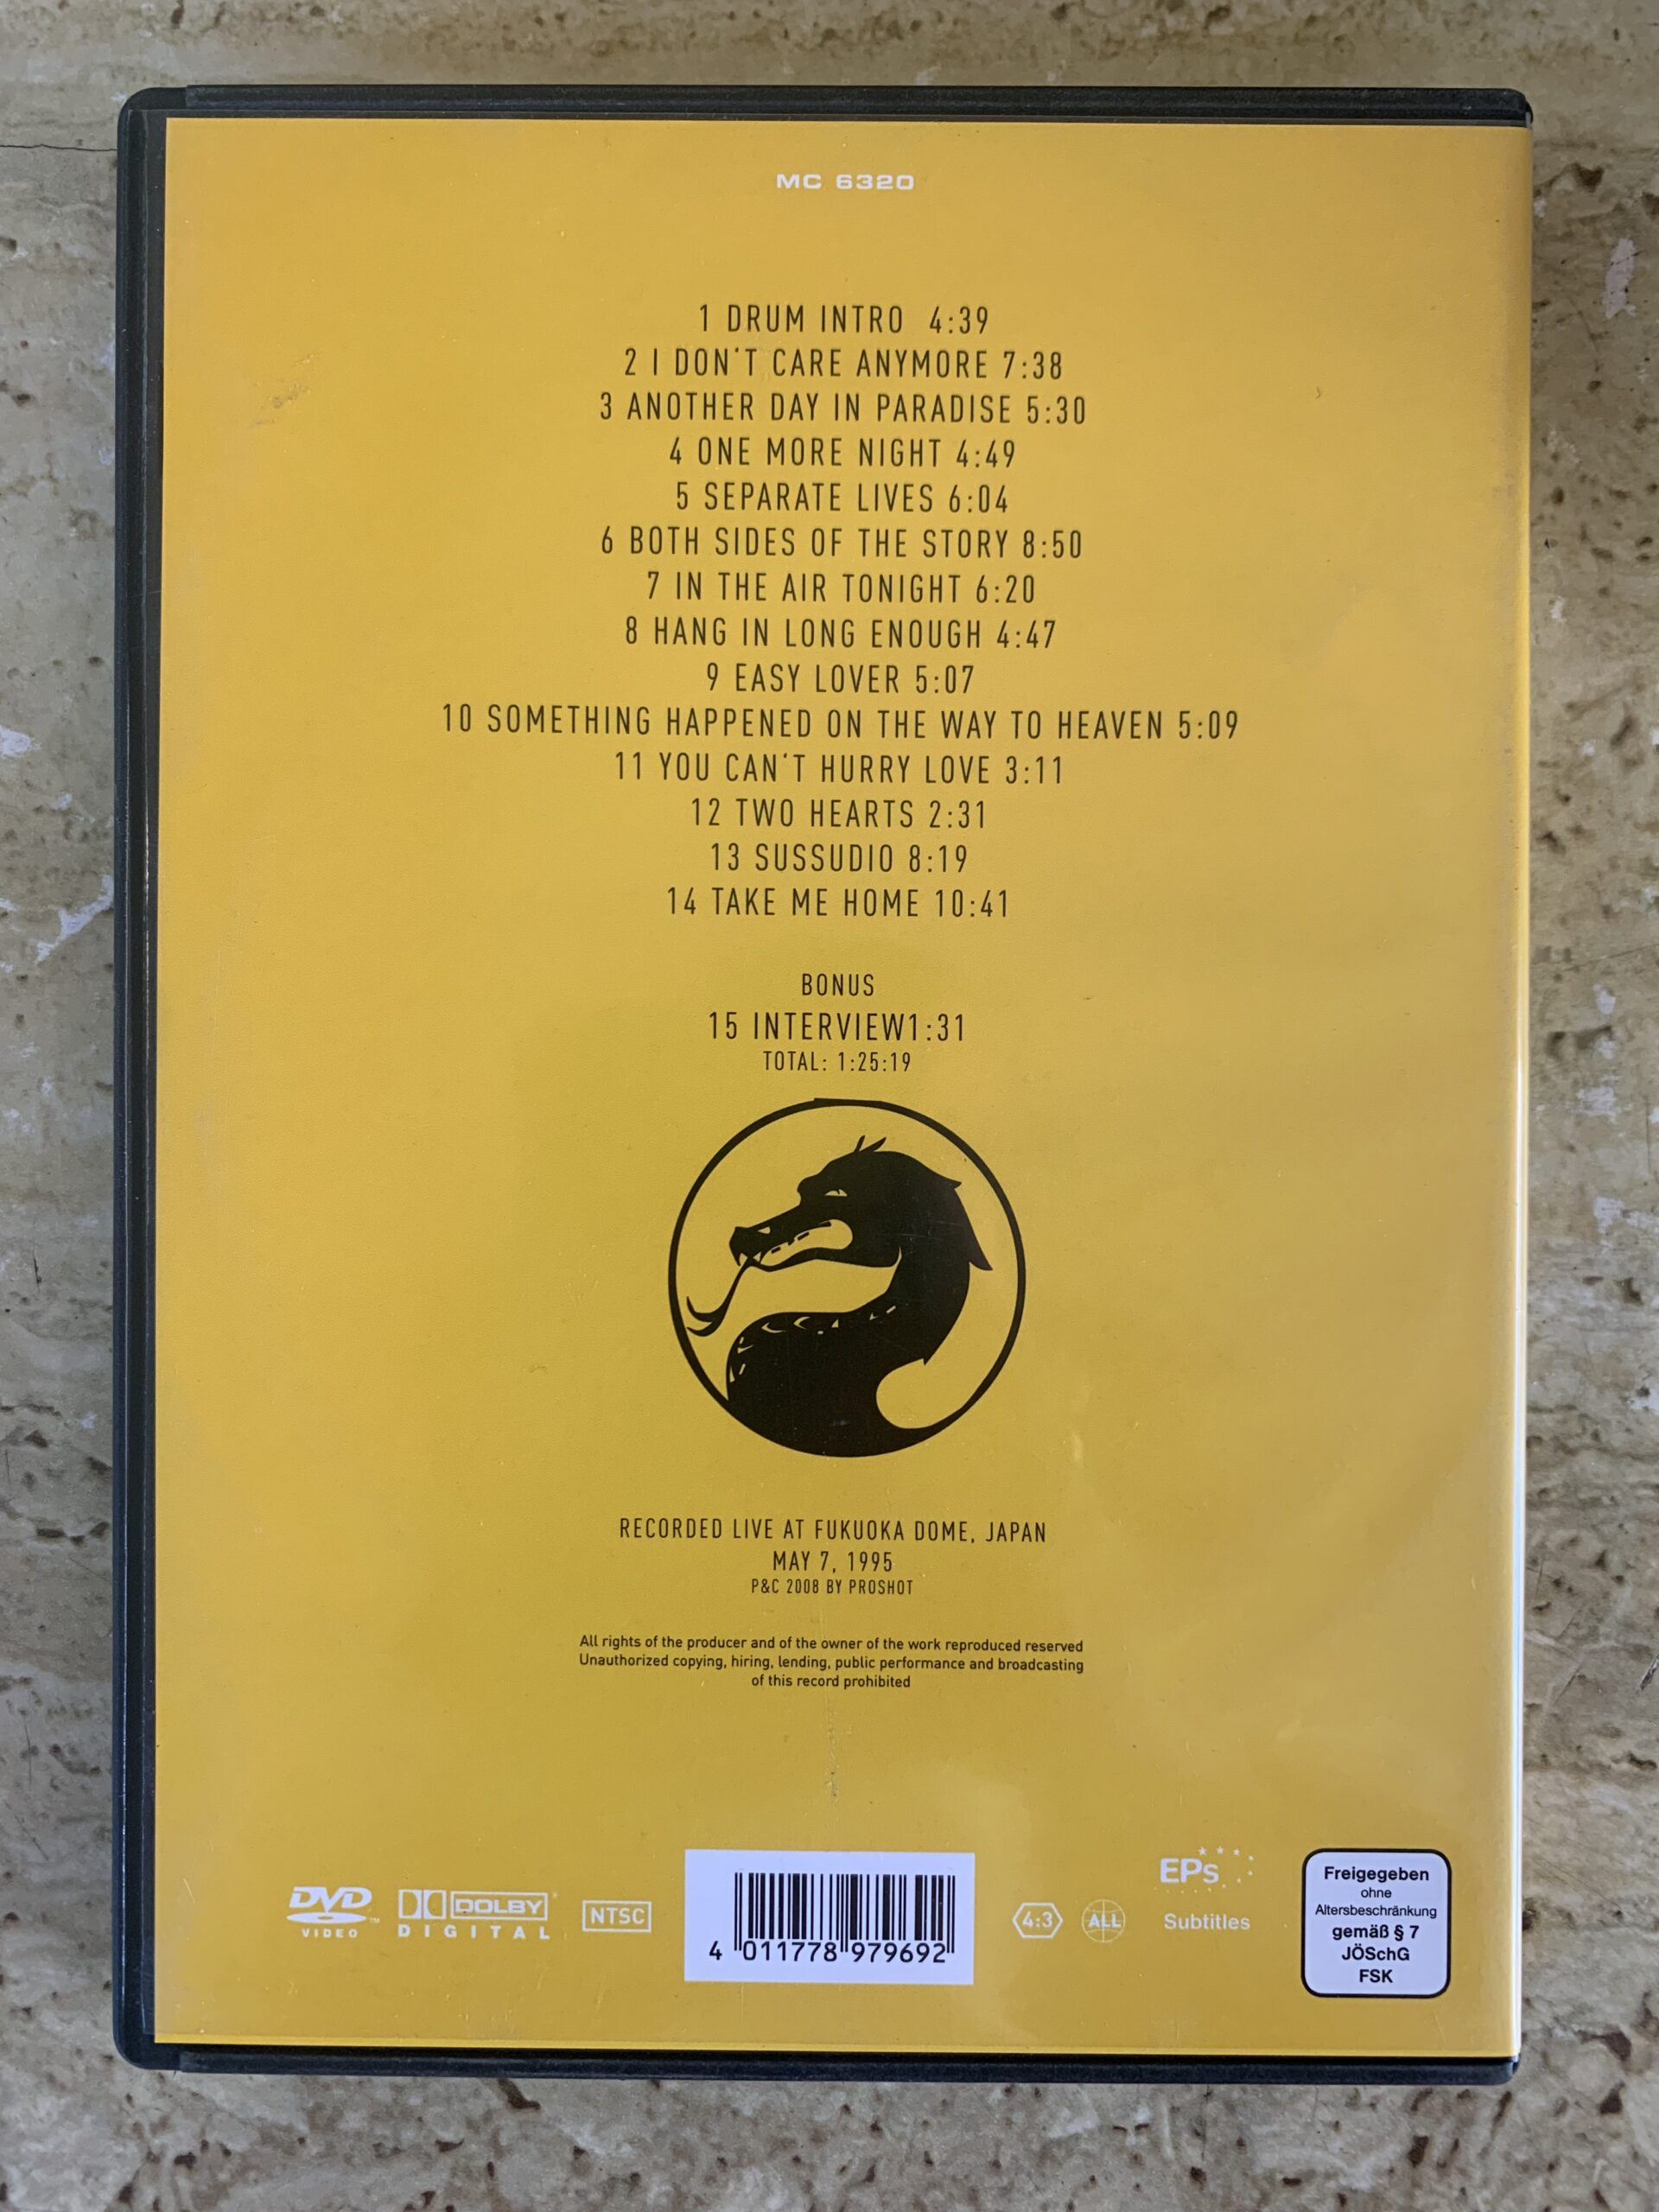 MC 6320
1 DRUM INTRO 4:39
2 I DON'T CARE ANYMORE 7:38
3 ANOTHER DAY IN PARADISE 5:30
4 ONE MORE NIGHT 4:49
5 SEPARATE LIVES 6:04
6 BOTH SIDES OF THE STORY 8:50
7 IN THE AIR TONIGHT 6:20
8 HANG IN LONG ENOUGH 4:47
9 EASY LOVER 5:07
10 SOMETHING HAPPENED ON THE WAY TO HEAVEN 5:09
11 YOU CAN'T HURRY LOVE 3:11
12 TWO HEARTS 2:31
13 SUSSUDIO 8:19
14 TAKE ME HOME 10:41
BONUS
15 INTERVIEW1:31
TOTAL: 1:25:19
RECORDED LIVE AT FUKUOKA DOME, JAPAN
MAY 7, 1995
P&C 2008 BY PROSHOT
All rights of the producer and of the owner of the work reproduced reserved
Unauthorized copying, hiring, lending, public performance and broadcasting
of this record prohibited
DVD
VIDEO
™
DOLBY
DIGITAL
NTSC
4 011778 979692
4:3
ALL
EPs
Subtitles
Freigegeben
ohne
Altersbeschränkung
gemäß § 7
JÖSchG
FSK